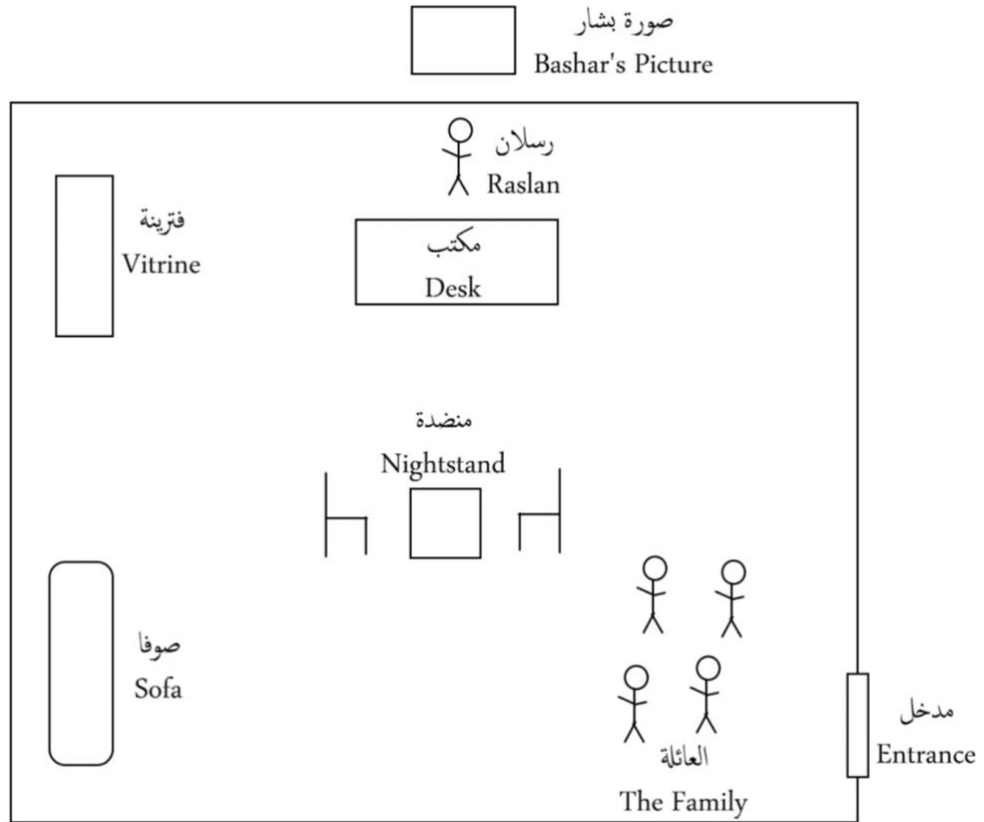 صورة بشار
Bashar's Picture
رسلان
Raslan
فترينة
Vitrine
مكتب
Desk
منضدة
Nightstand
صوفا
Sofa
مدخل
Entrance
العائلة
The Family